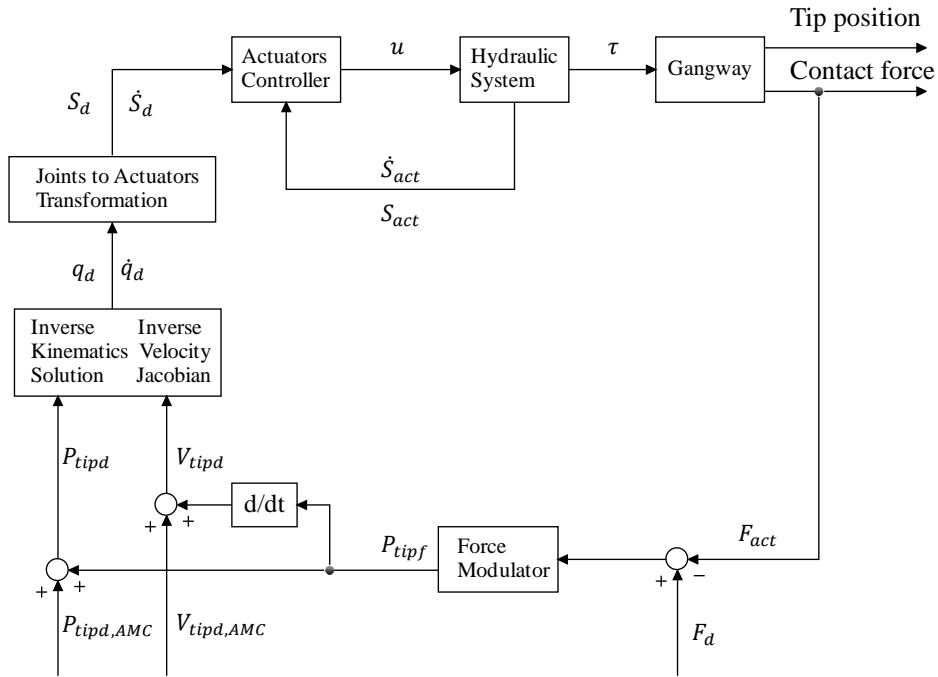 Tip position
Actuators
Controller
u
Hydraulic
System
τ
Gangway
Contact force
S_d
Ṡ_d
Ṡ_act
S_act
Joints to Actuators
Transformation
q_d
q̇_d
Inverse
Kinematics
Solution
Inverse
Velocity
Jacobian
P_tipd
V_tipd
d/dt
+
+
P_tipf
Force
Modulator
F_act
+
−
+
+
P_tipd,AMC
V_tipd,AMC
F_d